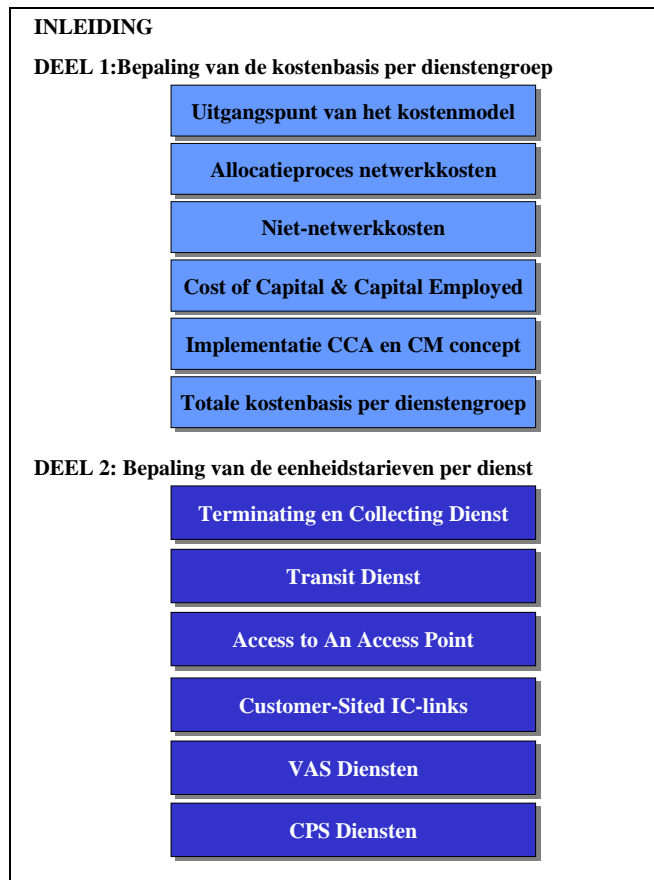 INLEIDING
DEEL 1:Bepaling van de kostenbasis per dienstengroep
Uitgangspunt van het kostenmodel
Allocatieproces netwerkkosten
Niet-netwerkkosten
Cost of Capital & Capital Employed
Implementatie CCA en CM concept
Totale kostenbasis per dienstengroep
DEEL 2: Bepaling van de eenheidstarieven per dienst
Terminating en Collecting Dienst
Transit Dienst
Access to An Access Point
Customer-Sited IC-links
VAS Diensten
CPS Diensten